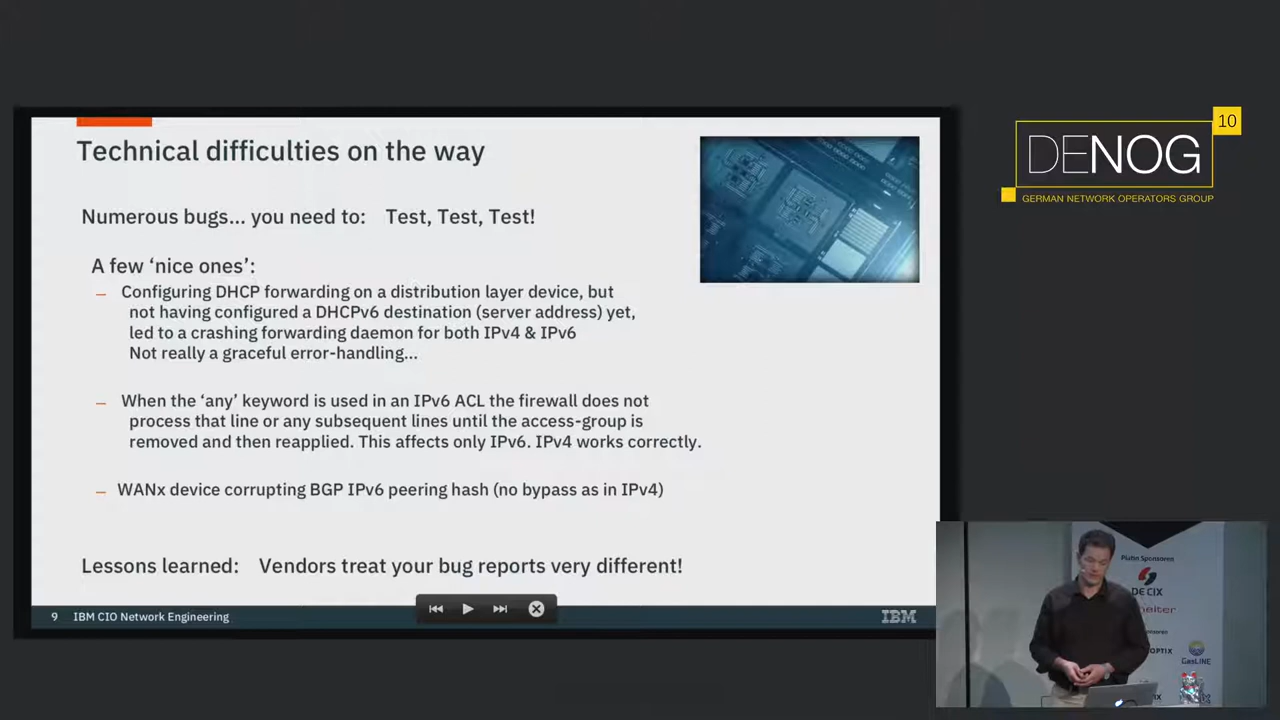 Technical difficulties on the way
Numerous bugs... you need to: Test, Test, Test!
A few ‘nice ones’:
– Configuring DHCP forwarding on a distribution layer device, but
not having configured a DHCPv6 destination (server address) yet,
led to a crashing forwarding daemon for both IPv4 & IPv6
Not really a graceful error-handling...
– When the ‘any’ keyword is used in an IPv6 ACL the firewall does not
process that line or any subsequent lines until the access-group is
removed and then reapplied. This affects only IPv6. IPv4 works correctly.
– WANx device corrupting BGP IPv6 peering hash (no bypass as in IPv4)
Lessons learned: Vendors treat your bug reports very different!
9 IBM CIO Network Engineering
IBM
10
DENOG
GERMAN NETWORK OPERATORS GROUP
Platin Sponsoren
DE CIX
GasLINE